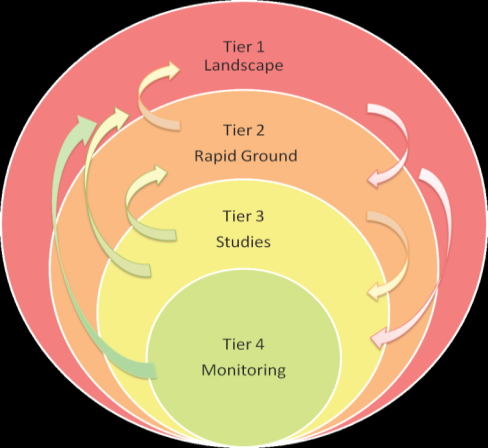 Tier 1
Landscape
Tier 2
Rapid Ground
Tier 3
Studies
Tier 4
Monitoring